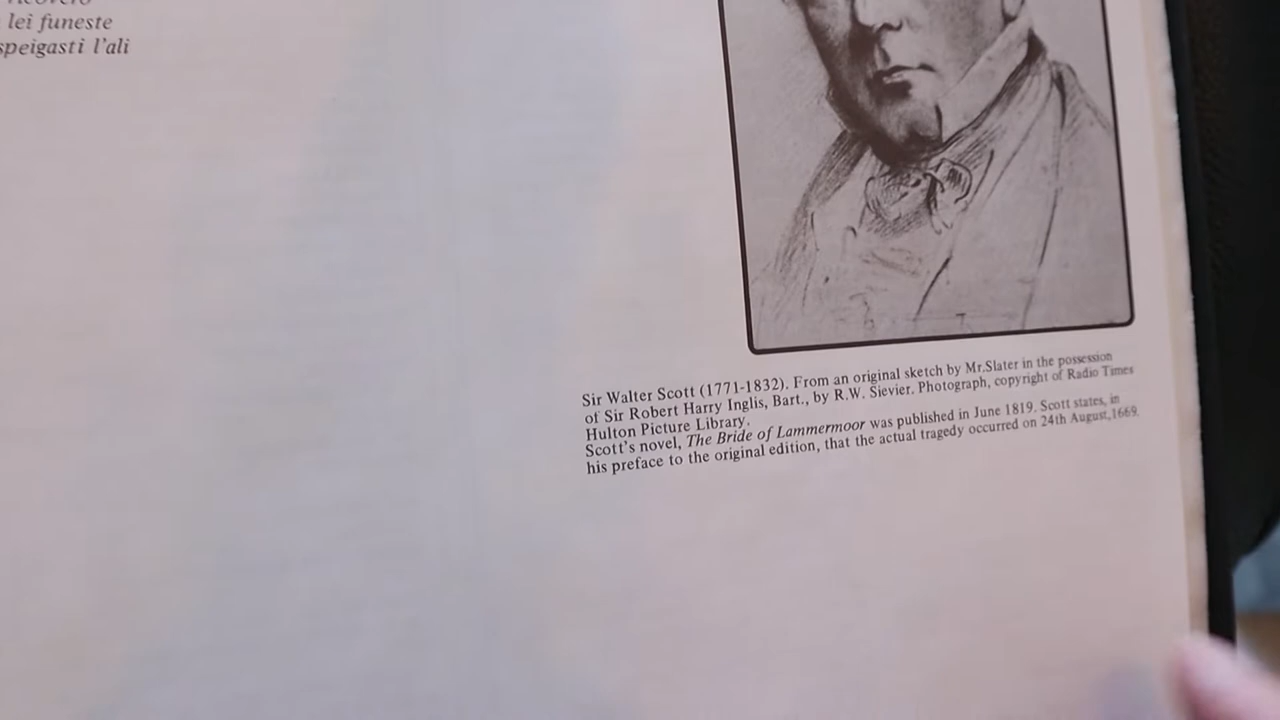 lei funeste
speigasti l'ali
Sir Walter Scott (1771-1832). From an original sketch by Mr.Slater in the possession
of Sir Robert Harry Inglis, Bart., by R.W. Sievier. Photograph, copyright of Radio Times
Hulton Picture Library.
Scott's novel, The Bride of Lammermoor was published in June 1819. Scott states, in
his preface to the original edition, that the actual tragedy occurred on 24th August,1669.